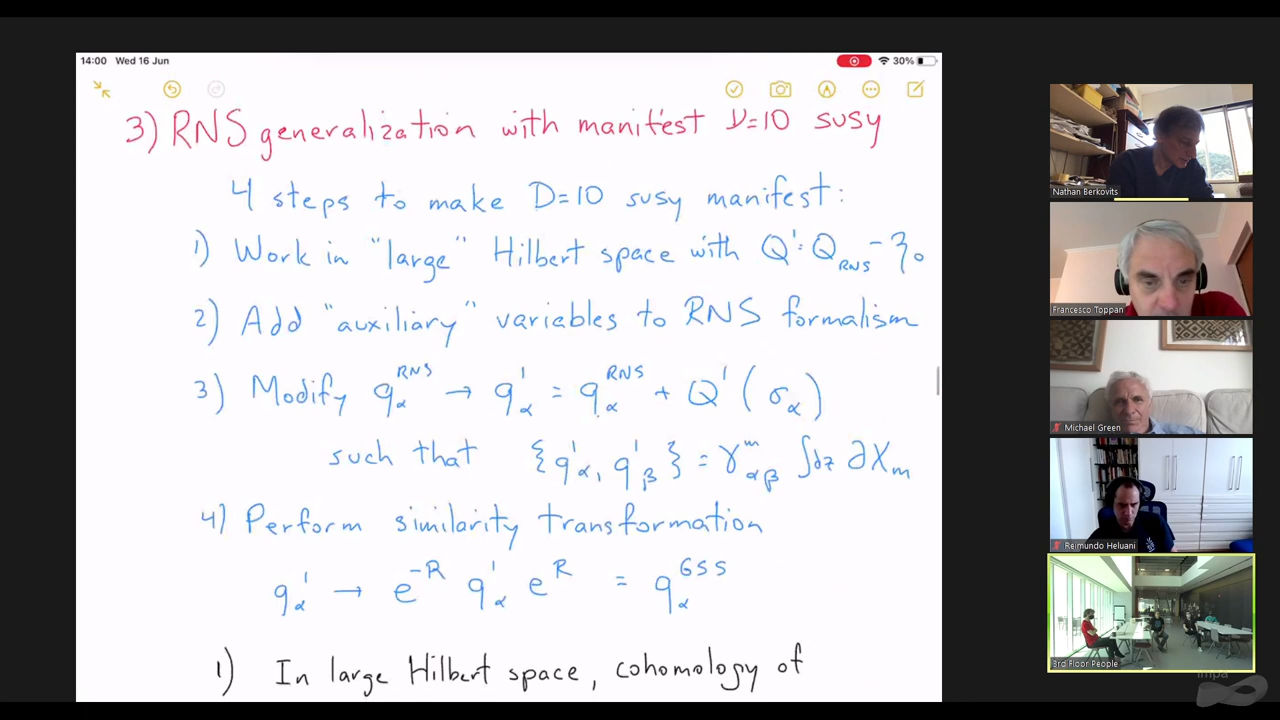 14:00 Wed 16 Jun
30%
3) RNS generalization with manifest D=10 susy
4 steps to make D=10 susy manifest:
1) Work in "large" Hilbert space with Q' = Q_RNS - η₀
2) Add "auxiliary" variables to RNS formalism
3) Modify q_α^RNS → q'_α = q_α^RNS + Q'(σ_α)
such that {q'_α, q'_β} = γ^m_αβ ∫dz ∂X_m
4) Perform similarity transformation
q'_α → e^-R q'_α e^R = q_α^GSS
1) In large Hilbert space, cohomology of
Nathan Berkovits
Francesco Toppan
Michael Green
Reimundo Heluani
3rd Floor People
impa